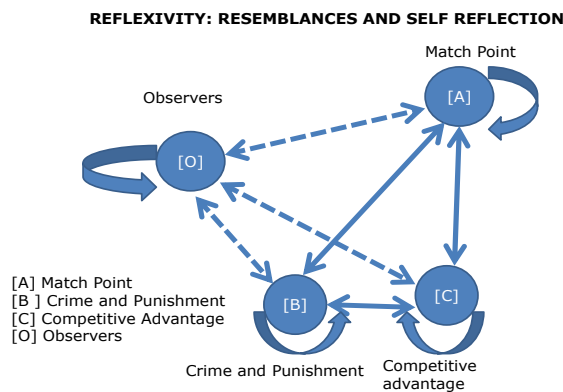 REFLEXIVITY: RESEMBLANCES AND SELF REFLECTION
Match Point
[A]
Observers
[O]
[A] Match Point
[B ] Crime and Punishment
[C] Competitive Advantage
[O] Observers
[B]
[C]
Crime and Punishment
Competitive
advantage